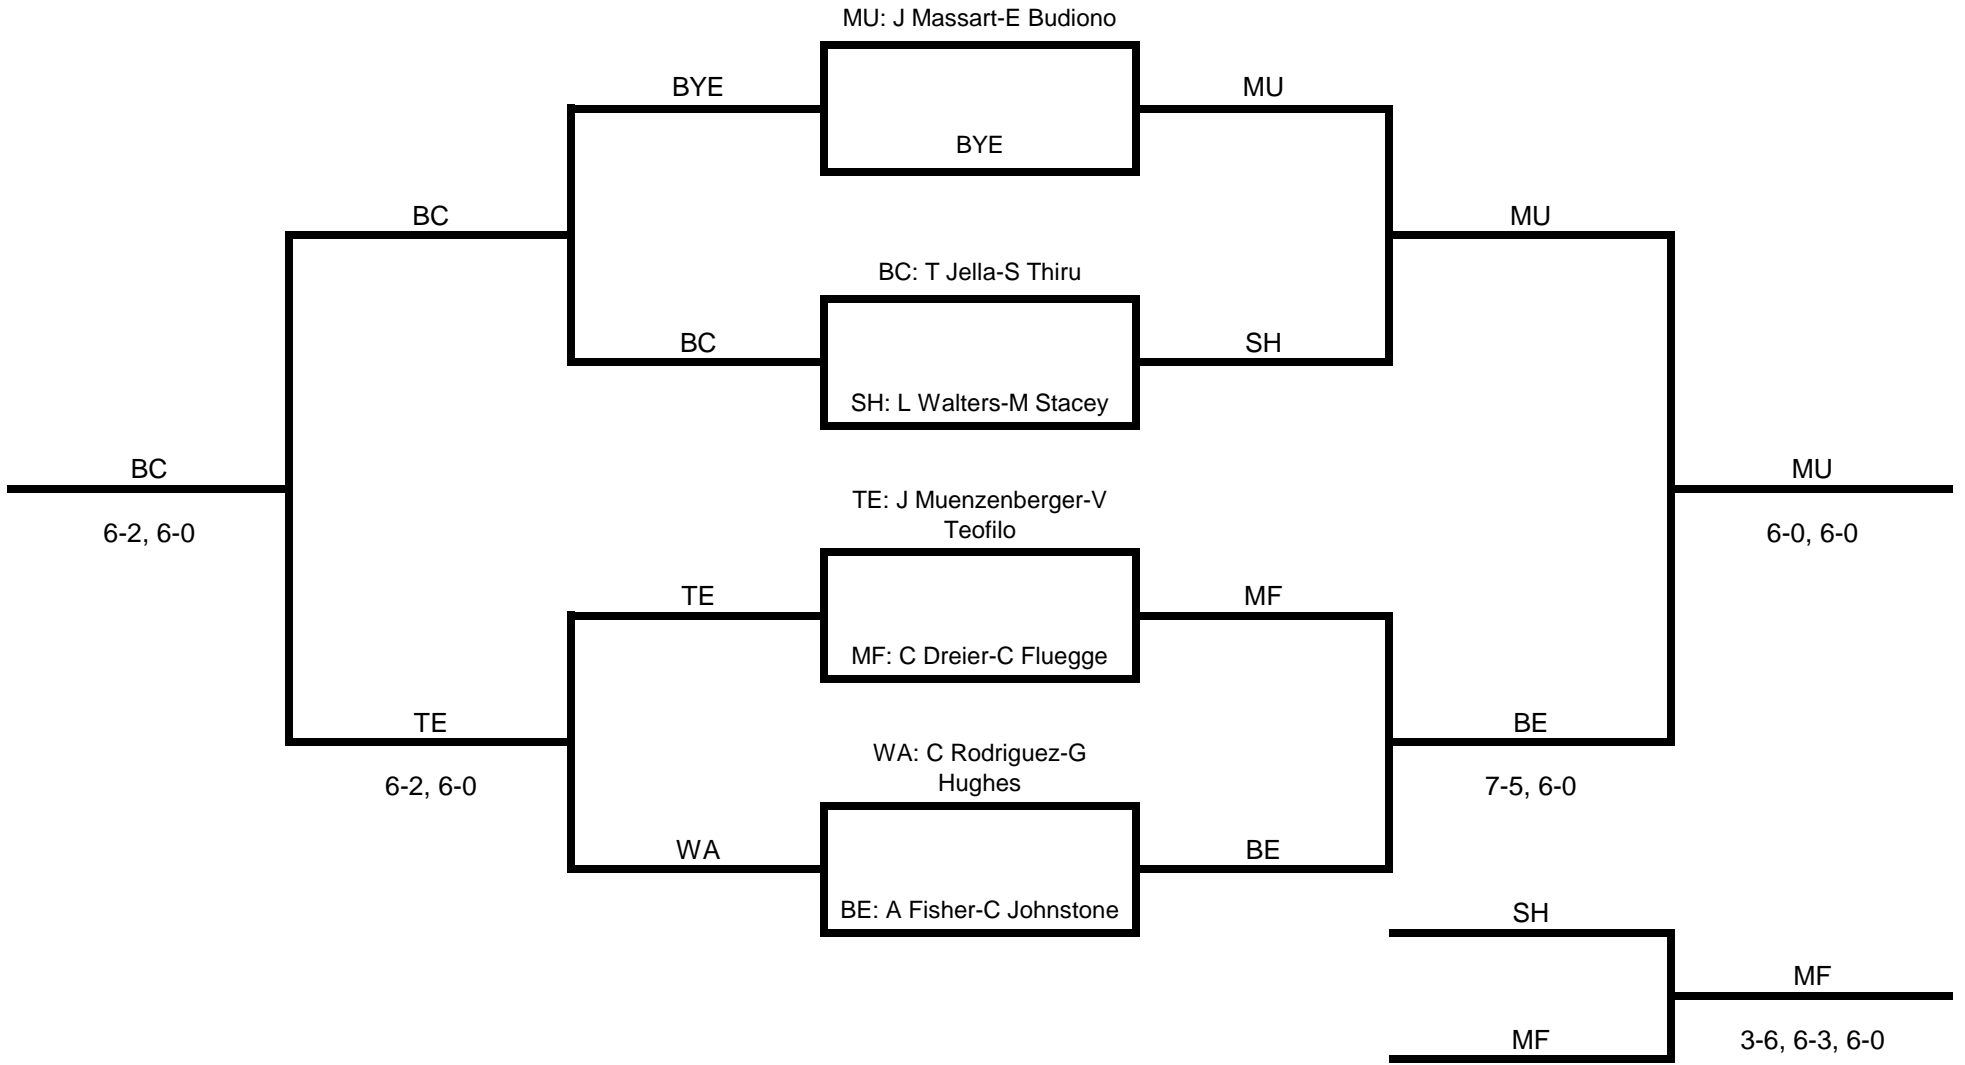 MU: J Massart-E Budiono
BYE
MU
BYE
BC
MU
BC: T Jella-S Thiru
BC
SH
SH: L Walters-M Stacey
BC
MU
6-2, 6-0
6-0, 6-0
TE: J Muenzenberger-V
Teofilo
TE
MF
MF: C Dreier-C Fluegge
TE
BE
6-2, 6-0
7-5, 6-0
WA: C Rodriguez-G
Hughes
WA
BE
BE: A Fisher-C Johnstone
SH
MF
MF
3-6, 6-3, 6-0